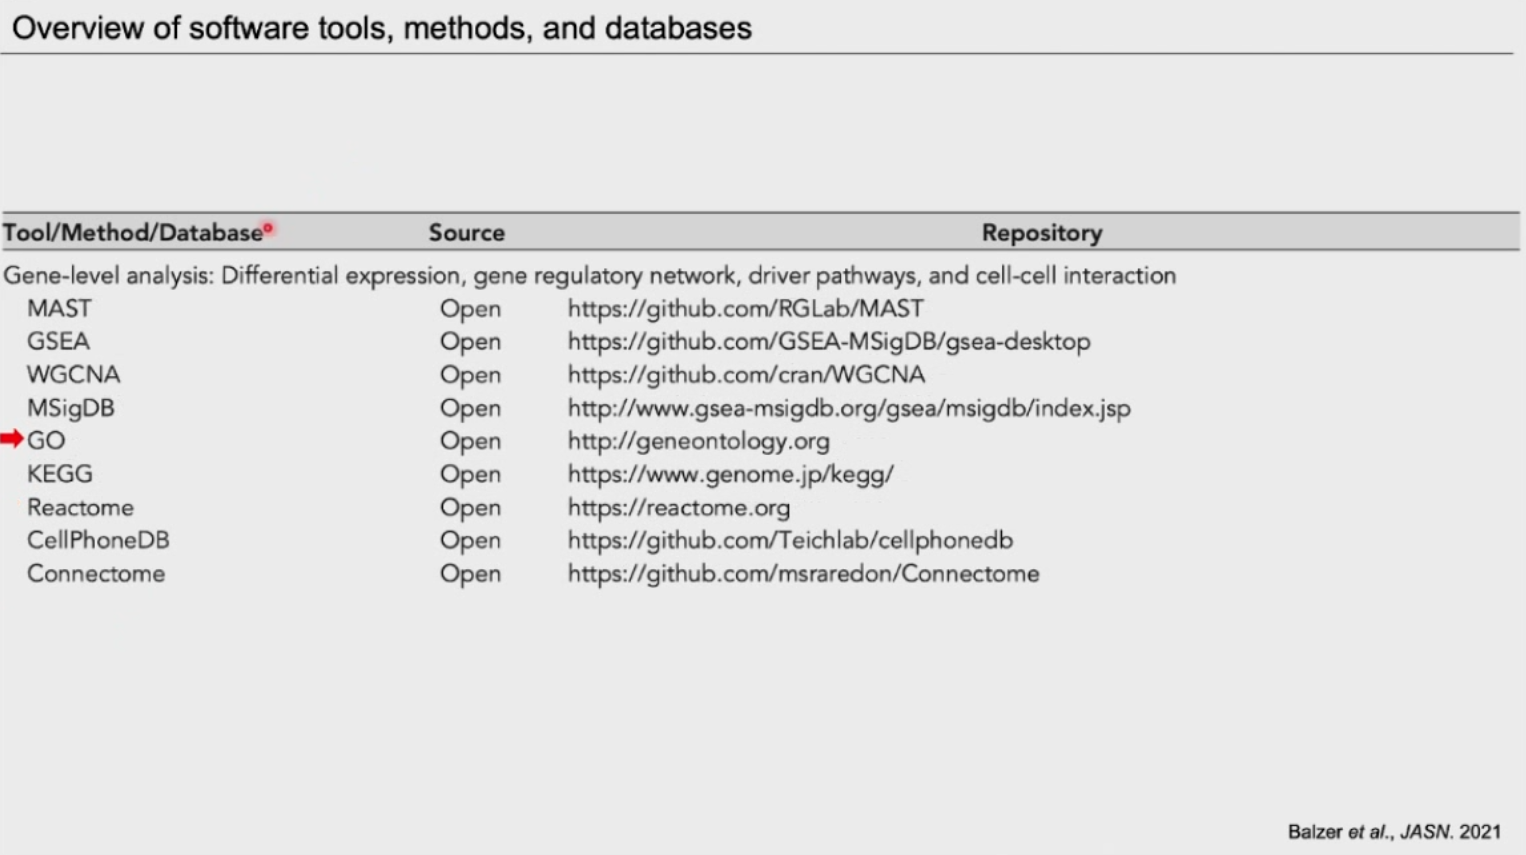 Overview of software tools, methods, and databases
Tool/Method/Database Source Repository
Gene-level analysis: Differential expression, gene regulatory network, driver pathways, and cell-cell interaction
MAST Open https://github.com/RGLab/MAST
GSEA Open https://github.com/GSEA-MSigDB/gsea-desktop
WGCNA Open https://github.com/cran/WGCNA
MSigDB Open http://www.gsea-msigdb.org/gsea/msigdb/index.jsp
GO Open http://geneontology.org
KEGG Open https://www.genome.jp/kegg/
Reactome Open https://reactome.org
CellPhoneDB Open https://github.com/Teichlab/cellphonedb
Connectome Open https://github.com/msraredon/Connectome
Balzer et al., JASN. 2021